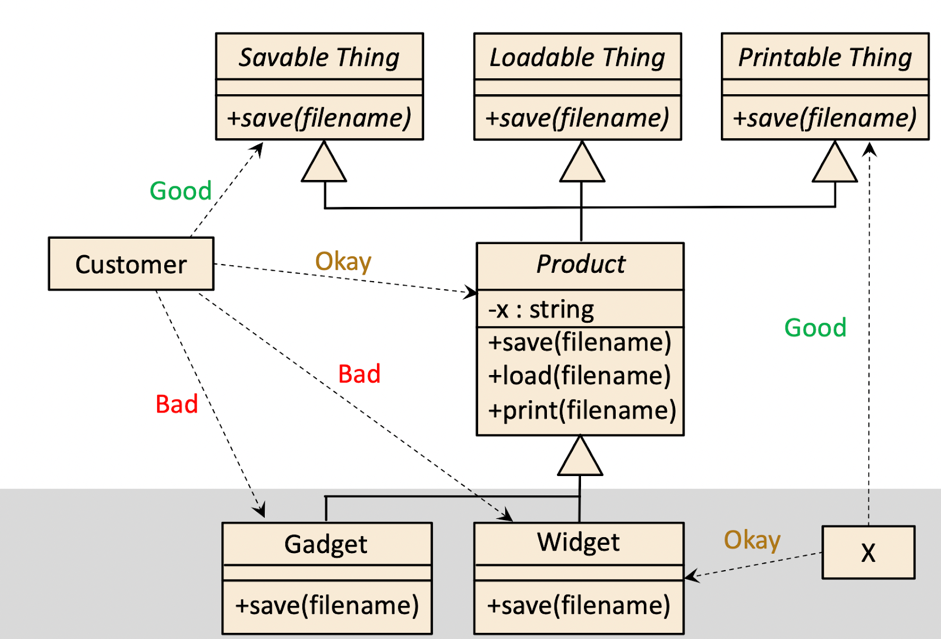 Savable Thing
+save(filename)
Loadable Thing
+save(filename)
Printable Thing
+save(filename)
Good
Customer
Okay
Product
-x : string
+save(filename)
+load(filename)
+print(filename)
Good
Bad
Bad
Gadget
+save(filename)
Widget
+save(filename)
Okay
X